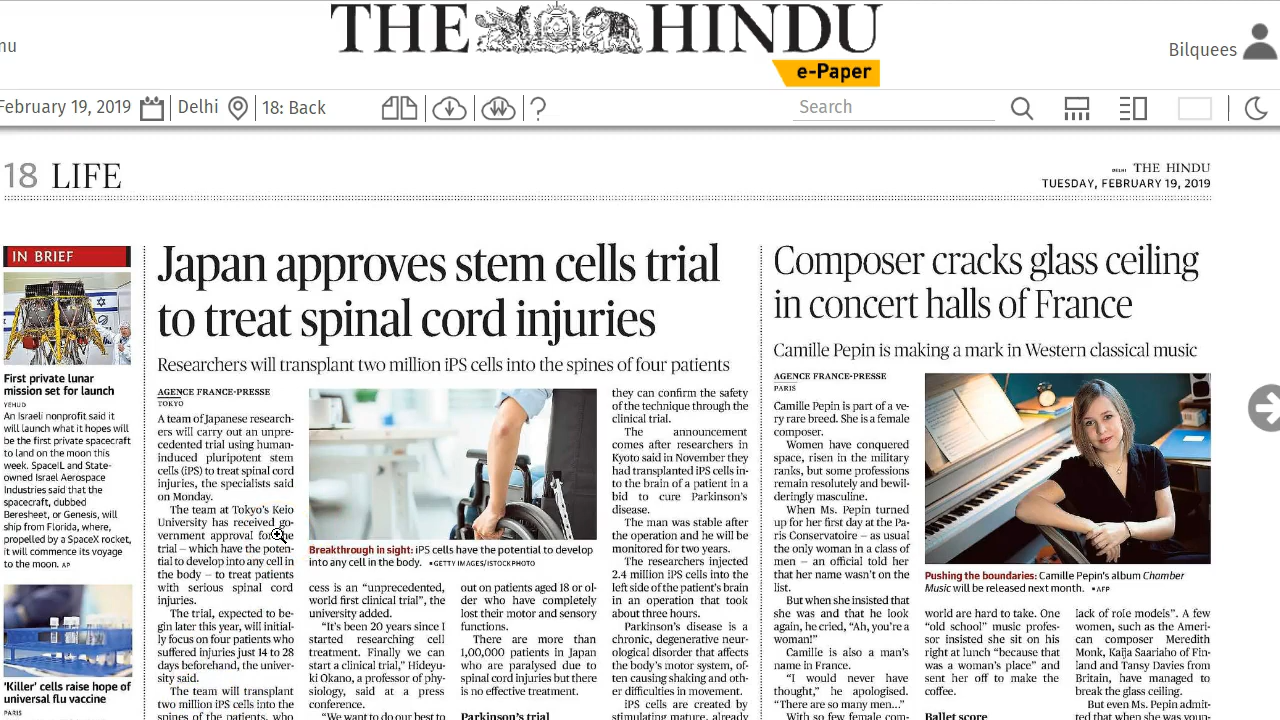 THE HINDU
e-Paper
nu
Bilquees
February 19, 2019
Delhi
18: Back
?
Search
18 LIFE
DELHI THE HINDU
TUESDAY, FEBRUARY 19, 2019
IN BRIEF
First private lunar
mission set for launch
YEHUD
An Israeli nonprofit said it
will launch what it hopes will
be the first private spacecraft
to land on the moon this
week. SpaceIL and State-
owned Israel Aerospace
Industries said that the
spacecraft, dubbed
Beresheet, or Genesis, will
ship from Florida, where,
propelled by a SpaceX rocket,
it will commence its voyage
to the moon. AP
'Killer' cells raise hope of
universal flu vaccine
PARIS
Japan approves stem cells trial
to treat spinal cord injuries
Researchers will transplant two million iPS cells into the spines of four patients
AGENCE FRANCE-PRESSE
TOKYO
A team of Japanese research-
ers will carry out an unpre-
cedented trial using human-
induced pluripotent stem
cells (iPS) to treat spinal cord
injuries, the specialists said
on Monday.
The team at Tokyo's Keio
University has received go-
vernment approval for
trial – which have the poten-
tial to develop into any cell in
the body – to treat patients
with serious spinal cord
injuries.
The trial, expected to be-
gin later this year, will initial-
ly focus on four patients who
suffered injuries just 14 to 28
days beforehand, the univer-
sity said.
The team will transplant
two million iPS cells into the
spines of the patients, who
Breakthrough in sight: iPS cells have the potential to develop
into any cell in the body. ▪ GETTY IMAGES/ISTOCKPHOTO
cess is an "unprecedented,
world first clinical trial", the
university added.
"It's been 20 years since I
started researching cell
treatment. Finally we can
start a clinical trial," Hideyu-
ki Okano, a professor of phy-
siology, said at a press
conference.
"We want to do our best to
out on patients aged 18 or ol-
der who have completely
lost their motor and sensory
functions.
There are more than
1,00,000 patients in Japan
who are paralysed due to
spinal cord injuries but there
is no effective treatment.
Parkinson's trial
they can confirm the safety
of the technique through the
clinical trial.
The announcement
comes after researchers in
Kyoto said in November they
had transplanted iPS cells in-
to the brain of a patient in a
bid to cure Parkinson's
disease.
The man was stable after
the operation and he will be
monitored for two years.
The researchers injected
2.4 million iPS cells into the
left side of the patient's brain
in an operation that took
about three hours.
Parkinson's disease is a
chronic, degenerative neur-
ological disorder that affects
the body's motor system, of-
ten causing shaking and oth-
er difficulties in movement.
iPS cells are created by
stimulating mature, already
Composer cracks glass ceiling
in concert halls of France
Camille Pepin is making a mark in Western classical music
AGENCE FRANCE-PRESSE
PARIS
Camille Pepin is part of a ve-
ry rare breed. She is a female
composer.
Women have conquered
space, risen in the military
ranks, but some professions
remain resolutely and bewil-
deringly masculine.
When Ms. Pepin turned
up for her first day at the Pa-
ris Conservatoire – as usual
the only woman in a class of
men – an official told her
that her name wasn't on the
list.
But when she insisted that
she was and that he look
again, he cried, "Ah, you're a
woman!"
Camille is also a man's
name in France.
"I would never have
thought," he apologised.
"There are so many men..."
With so few female com-
Pushing the boundaries: Camille Pepin's album Chamber
Music will be released next month. ▪ AFP
world are hard to take. One
"old school" music profes-
sor insisted she sit on his
right at lunch "because that
was a woman's place" and
sent her off to make the
coffee.
Ballet score
lack of role models". A few
women, such as the Ameri-
can composer Meredith
Monk, Kaija Saariaho of Fin-
land and Tansy Davies from
Britain, have managed to
break the glass ceiling.
But even Ms. Pepin admit-
ted that when she was young